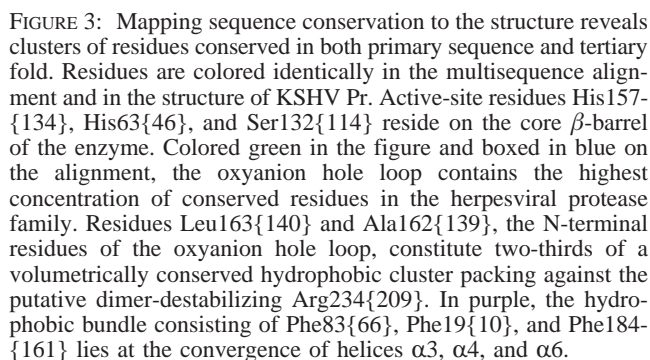 FIGURE 3: Mapping sequence conservation to the structure reveals
clusters of residues conserved in both primary sequence and tertiary
fold. Residues are colored identically in the multisequence align-
ment and in the structure of KSHV Pr. Active-site residues His157-
{134}, His63{46}, and Ser132{114} reside on the core β-barrel
of the enzyme. Colored green in the figure and boxed in blue on
the alignment, the oxyanion hole loop contains the highest
concentration of conserved residues in the herpesviral protease
family. Residues Leu163{140} and Ala162{139}, the N-terminal
residues of the oxyanion hole loop, constitute two-thirds of a
volumetrically conserved hydrophobic cluster packing against the
putative dimer-destabilizing Arg234{209}. In purple, the hydro-
phobic bundle consisting of Phe83{66}, Phe19{10}, and Phe184-
{161} lies at the convergence of helices α3, α4, and α6.